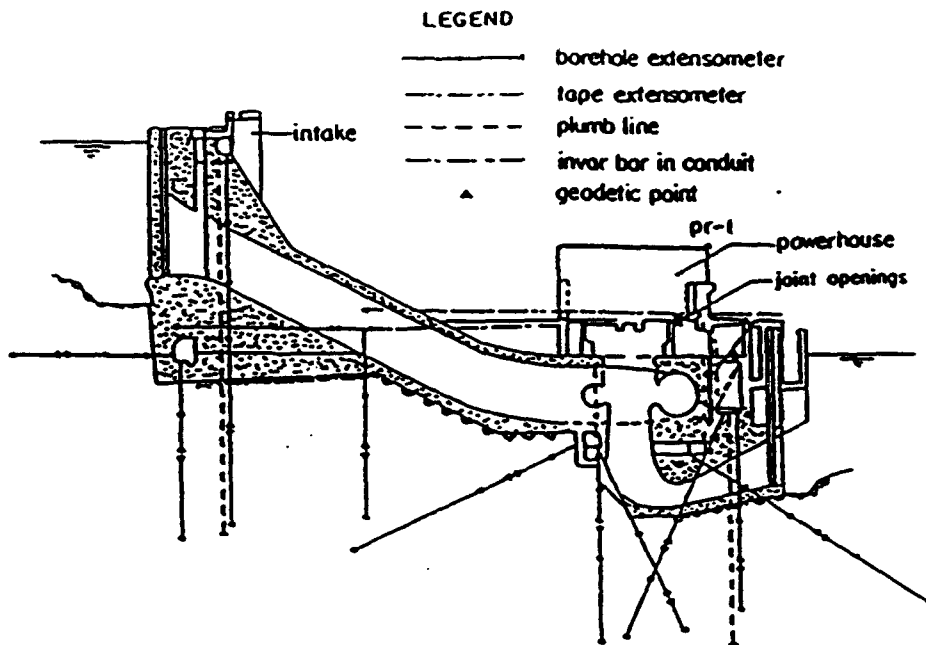 LEGEND
borehole extensometer
tape extensometer
plumb line
invar bar in conduit
geodetic point
intake
pr-1
powerhouse
joint openings